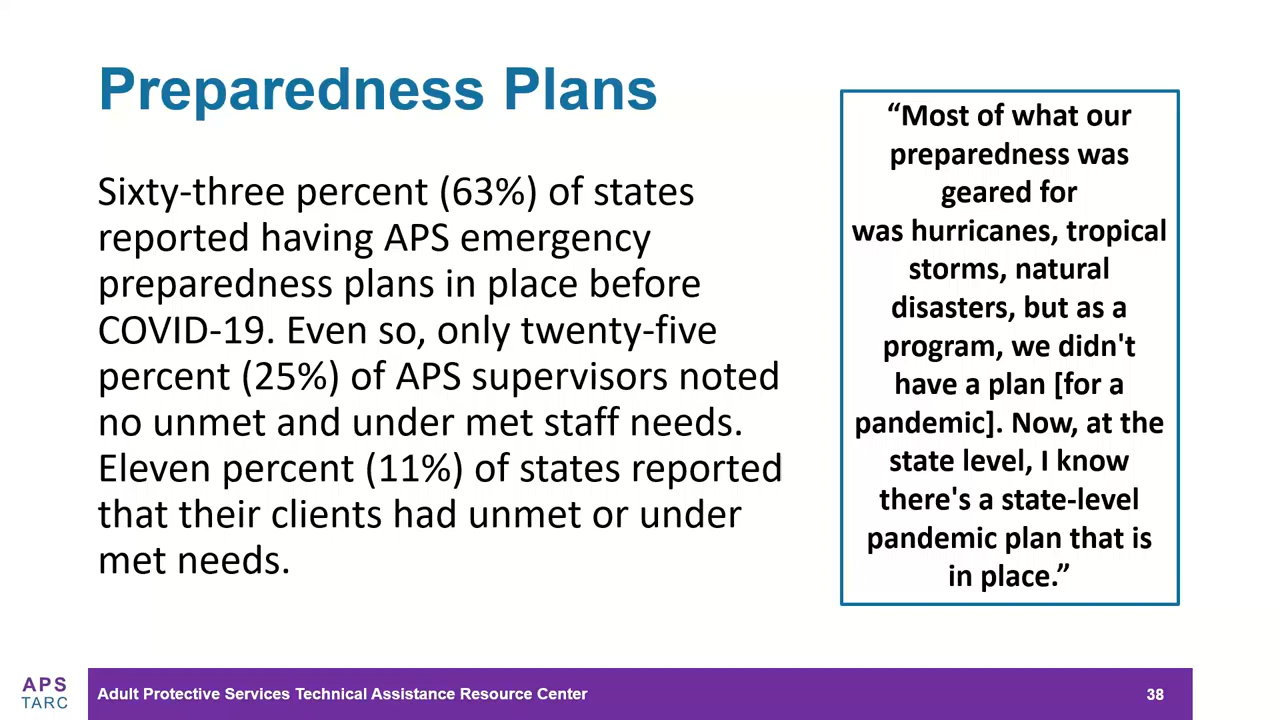 Preparedness Plans
Sixty-three percent (63%) of states
reported having APS emergency
preparedness plans in place before
COVID-19. Even so, only twenty-five
percent (25%) of APS supervisors noted
no unmet and under met staff needs.
Eleven percent (11%) of states reported
that their clients had unmet or under
met needs.
“Most of what our
preparedness was
geared for
was hurricanes, tropical
storms, natural
disasters, but as a
program, we didn't
have a plan [for a
pandemic]. Now, at the
state level, I know
there's a state-level
pandemic plan that is
in place.”
APS
TARC
Adult Protective Services Technical Assistance Resource Center
38